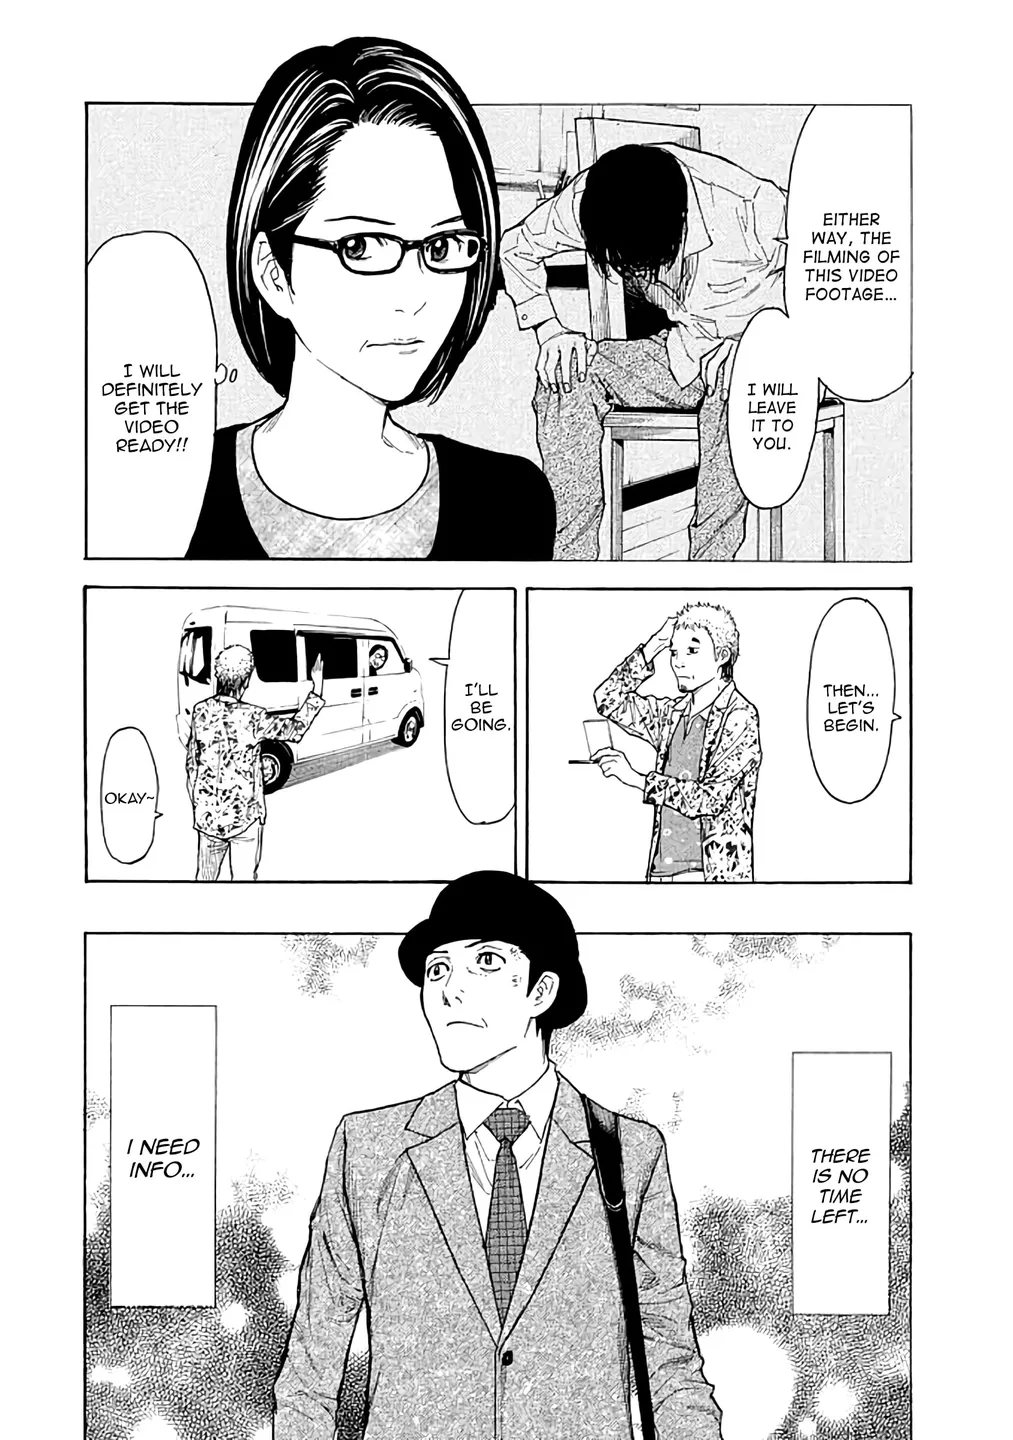 EITHER
WAY, THE
FILMING OF
THIS VIDEO
FOOTAGE...
I WILL
LEAVE
IT TO
YOU.
I WILL
DEFINITELY
GET THE
VIDEO
READY!!
I'LL
BE
GOING.
OKAY~
THEN...
LET'S
BEGIN.
THERE
IS NO
TIME
LEFT...
I NEED
INFO...